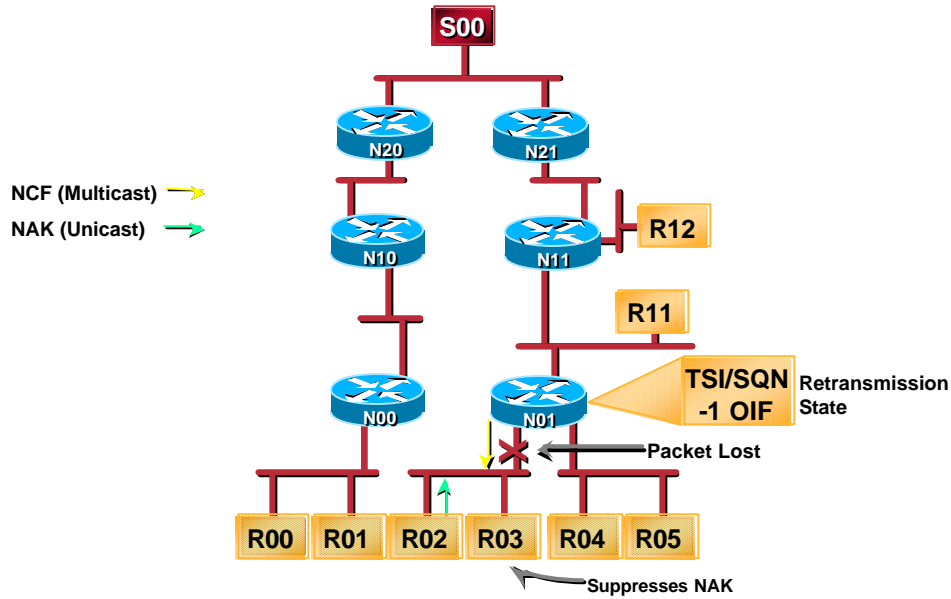 S00
N20
N21
NCF (Multicast)
NAK (Unicast)
N10
N11
R12
R11
N00
N01
TSI/SQN
-1 OIF
Retransmission
State
Packet Lost
R00
R01
R02
R03
R04
R05
Suppresses NAK